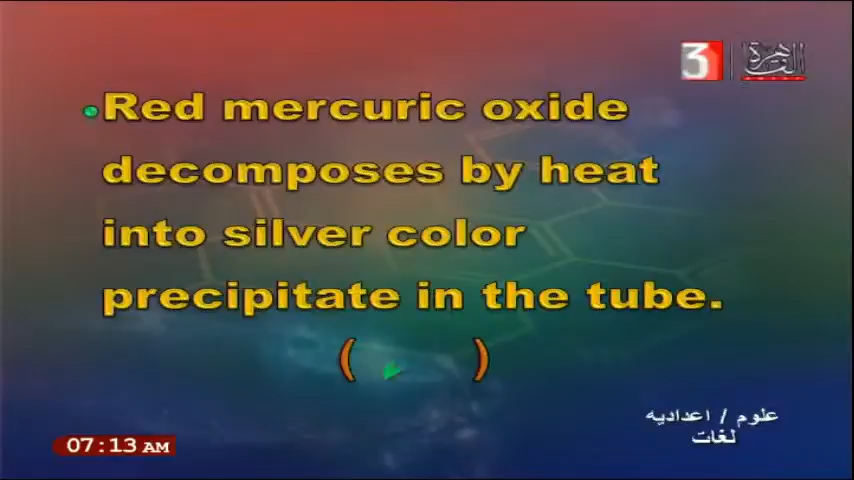 3
القاهرة
Red mercuric oxide
decomposes by heat
into silver color
precipitate in the tube.
( )
علوم / اعداديه
لغات
07:13 AM